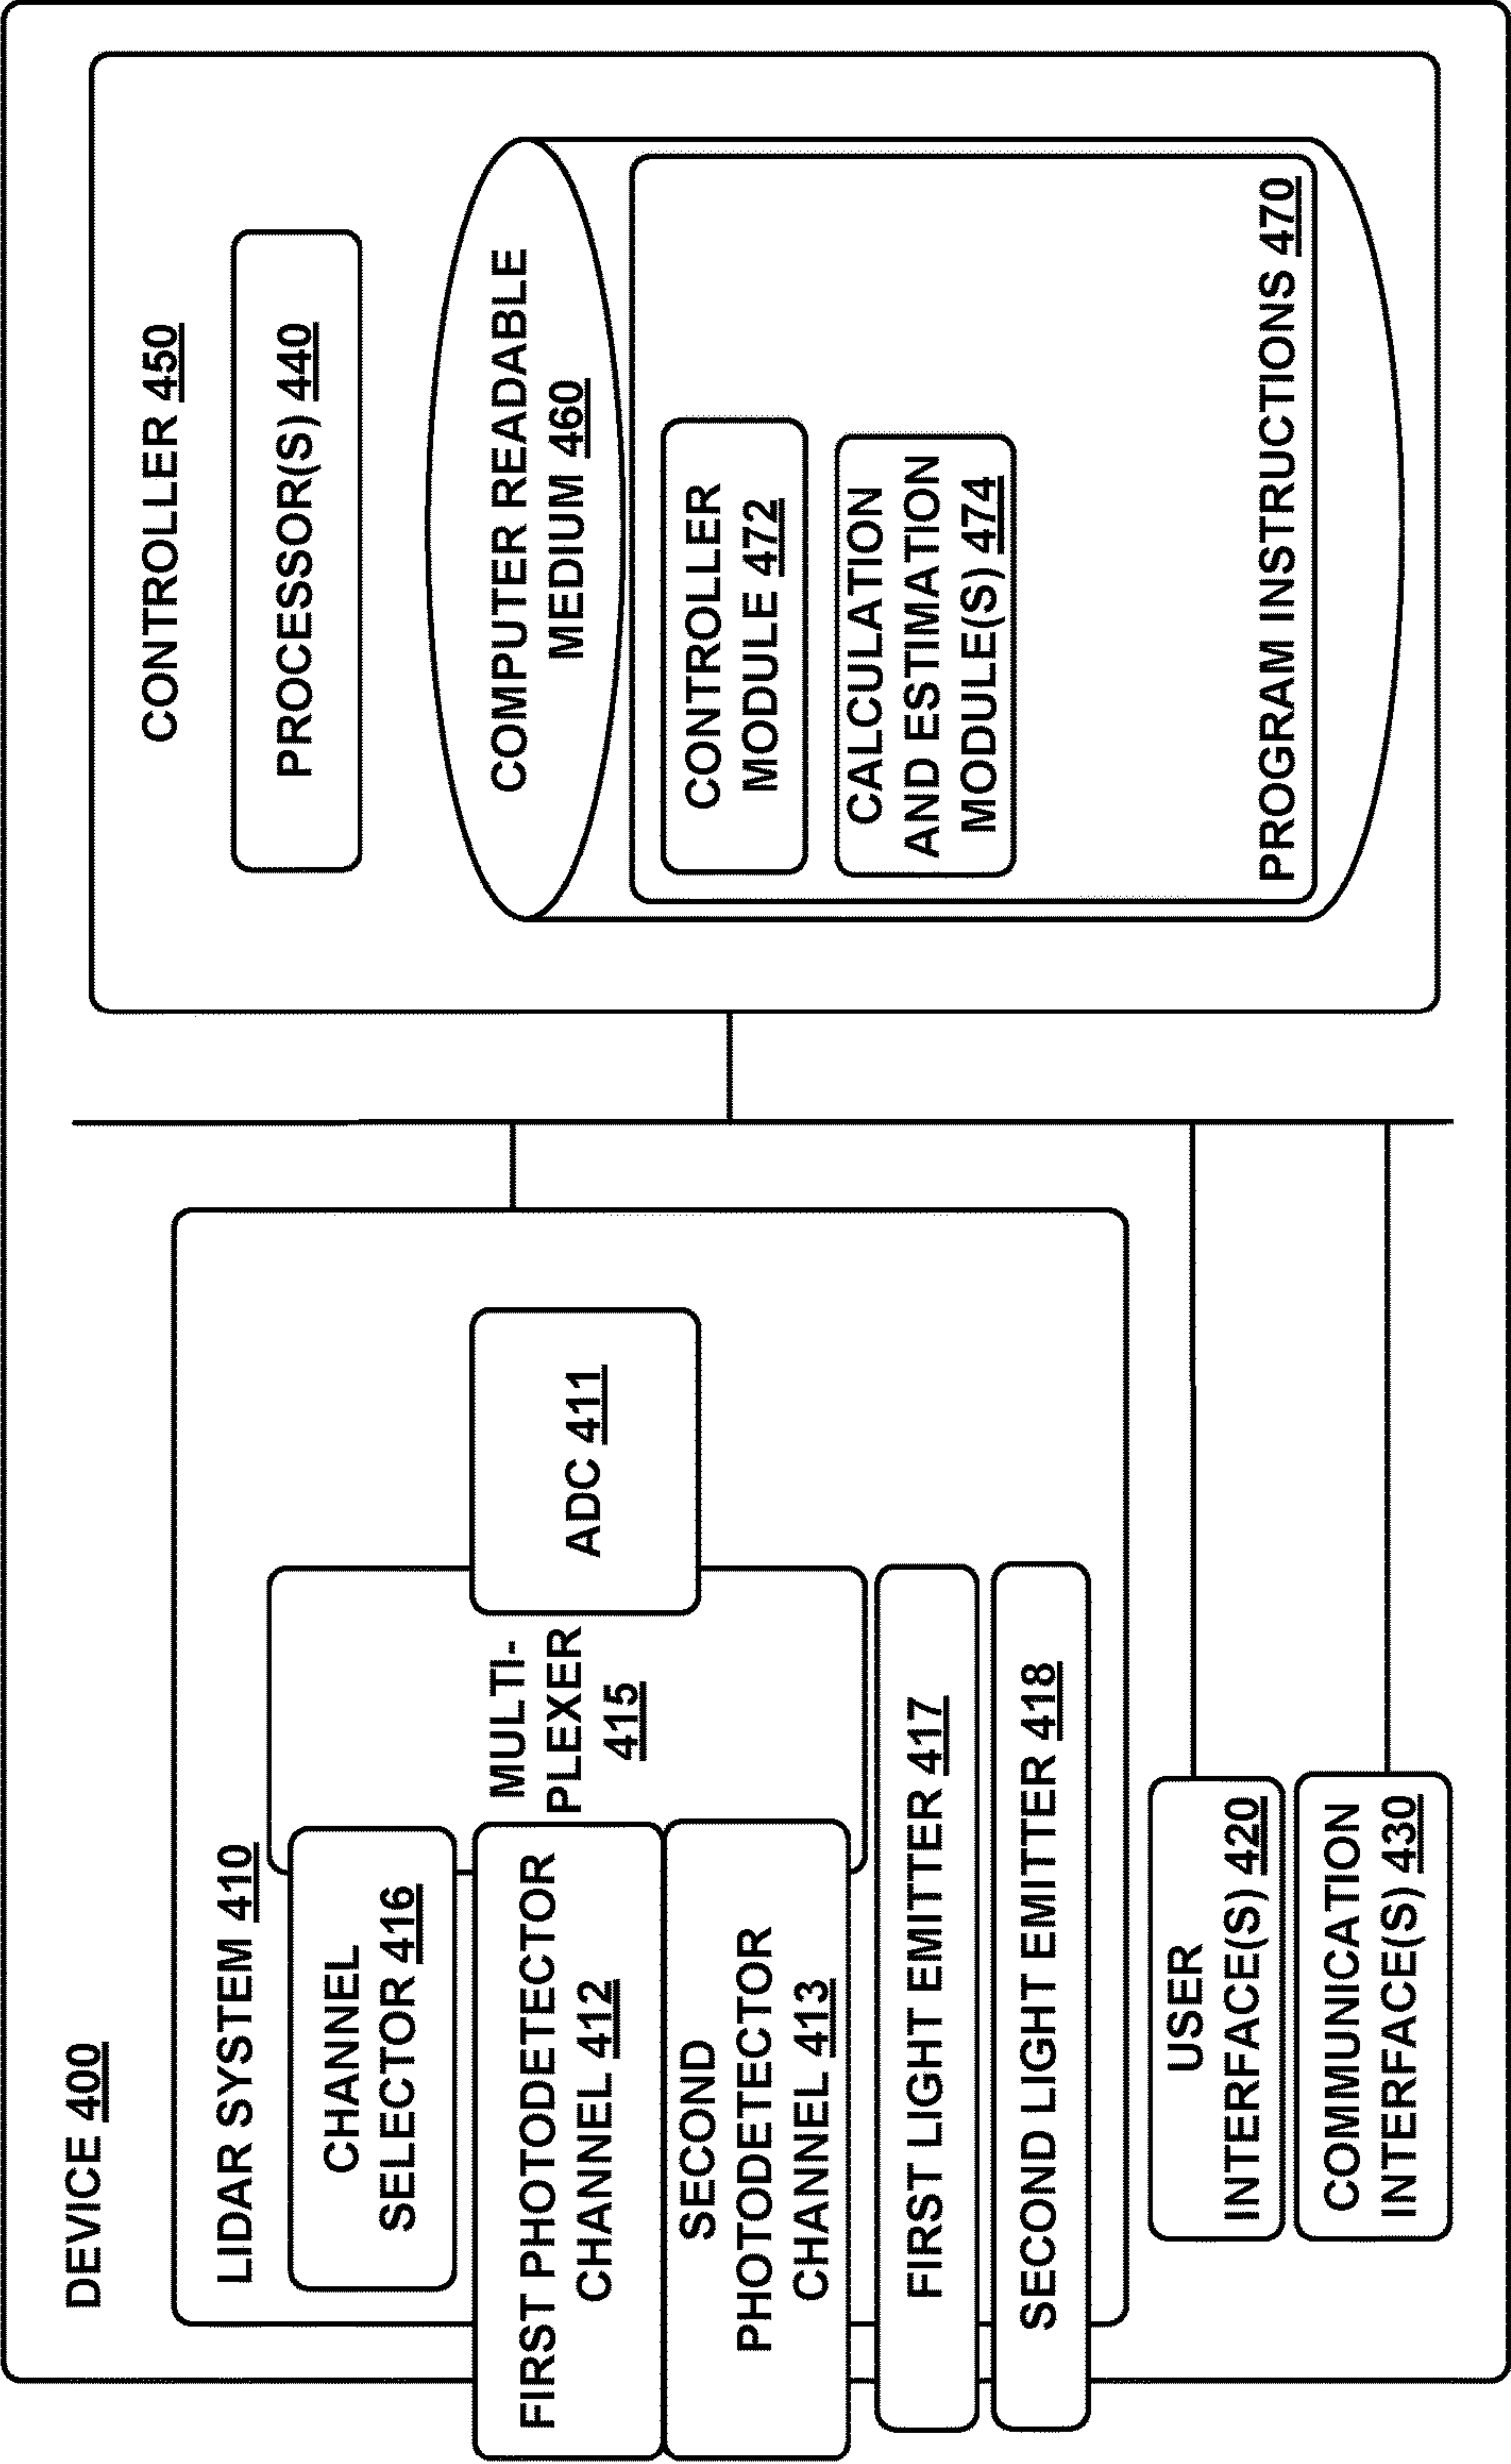 DEVICE 400
LIDAR SYSTEM 410
CHANNEL
SELECTOR 416
FIRST PHOTODETECTOR
CHANNEL 412
SECOND
PHOTODETECTOR
CHANNEL 413
MULTI-
PLEXER
415
ADC 411
FIRST LIGHT EMITTER 417
SECOND LIGHT EMITTER 418
USER
INTERFACE(S) 420
COMMUNICATION
INTERFACE(S) 430
CONTROLLER 450
PROCESSOR(S) 440
COMPUTER READABLE
MEDIUM 460
CONTROLLER
MODULE 472
CALCULATION
AND ESTIMATION
MODULE(S) 474
PROGRAM INSTRUCTIONS 470